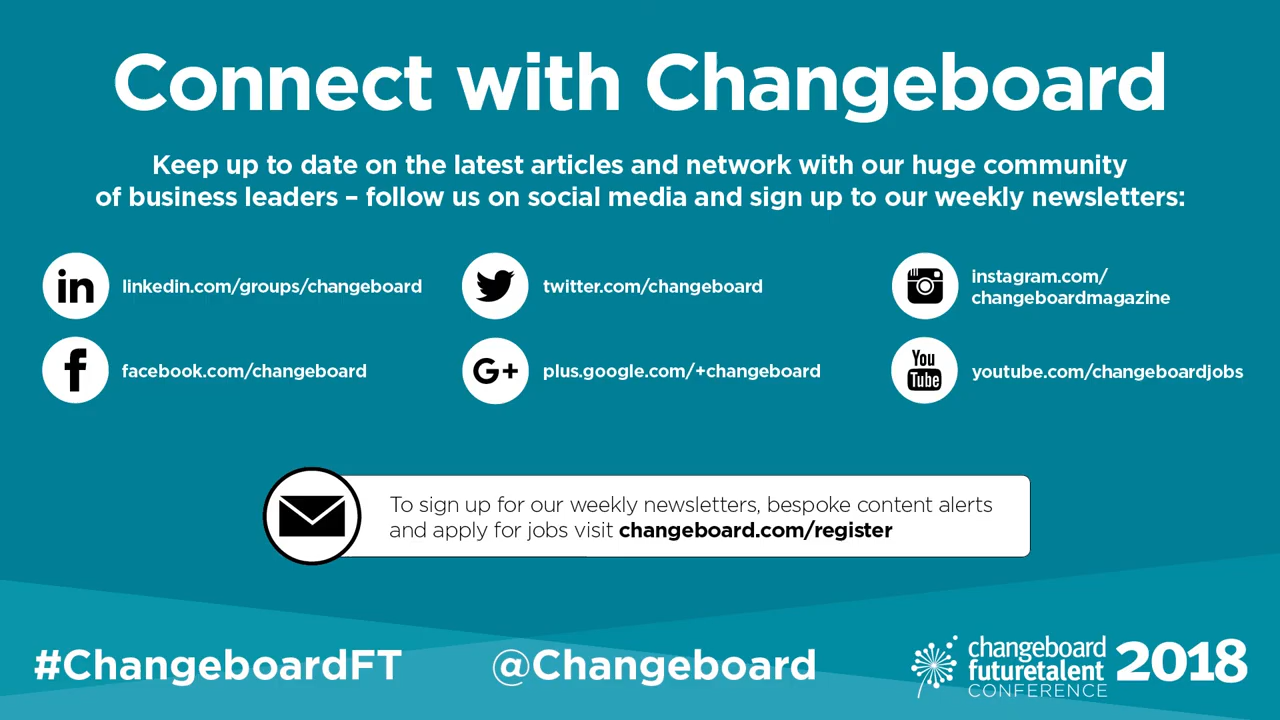 Connect with Changeboard
Keep up to date on the latest articles and network with our huge community
of business leaders – follow us on social media and sign up to our weekly newsletters:
in linkedin.com/groups/changeboard
twitter.com/changeboard
instagram.com/
changeboardmagazine
f facebook.com/changeboard
G+ plus.google.com/+changeboard
You
Tube
youtube.com/changeboardjobs
To sign up for our weekly newsletters, bespoke content alerts
and apply for jobs visit changeboard.com/register
#ChangeboardFT
@Changeboard
changeboard
futuretalent
CONFERENCE
2018